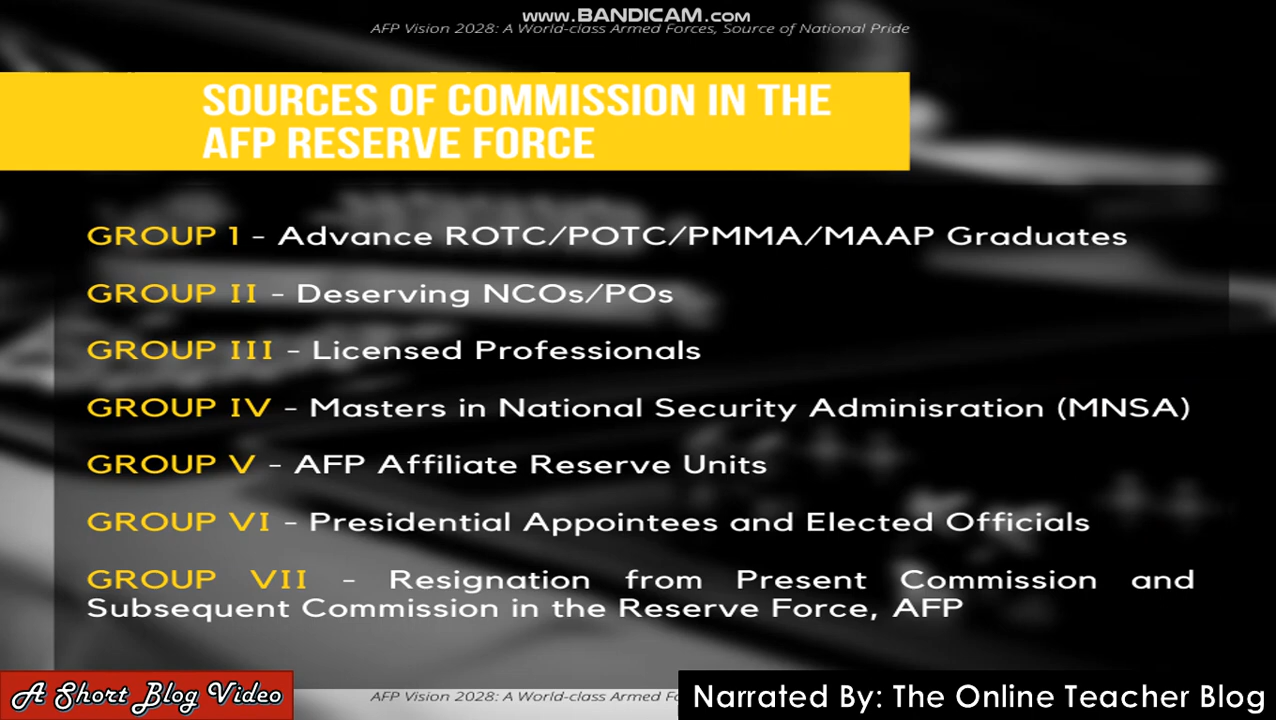 www.BANDICAM.com
AFP Vision 2028: A World-class Armed Forces, Source of National Pride
SOURCES OF COMMISSION IN THE
AFP RESERVE FORCE
GROUP 1 - Advance ROTC/POTC/PMMA/MAAP Graduates
GROUP II - Deserving NCOs/POs
GROUP III - Licensed Professionals
GROUP IV - Masters in National Security Adminisration (MNSA)
GROUP V - AFP Affiliate Reserve Units
GROUP VI - Presidential Appointees and Elected Officials
GROUP VII - Resignation from Present Commission and
Subsequent Commission in the Reserve Force, AFP
A Short Blog Video
AFP Vision 2028: A World-class Armed
Narrated By: The Online Teacher Blog